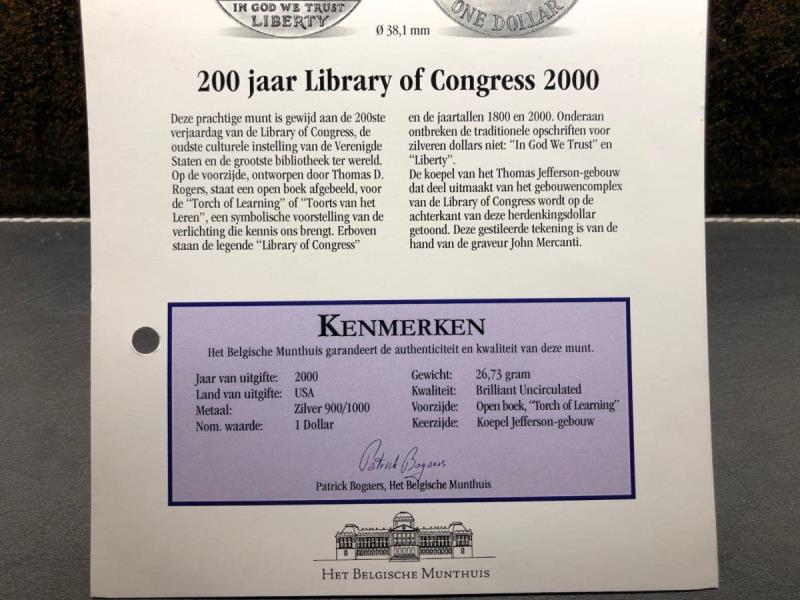 IN GOD WE TRUST
LIBERTY
ONE DOLLAR
Ø 38,1 mm
200 jaar Library of Congress 2000
Deze prachtige munt is gewijd aan de 200ste
verjaardag van de Library of Congress, de
oudste culturele instelling van de Verenigde
Staten en de grootste bibliotheek ter wereld.
Op de voorzijde, ontworpen door Thomas D.
Rogers, staat een open boek afgebeeld, voor
de “Torch of Learning” of “Toorts van het
Leren”, een symbolische voorstelling van de
verlichting die kennis ons brengt. Erboven
staan de legende “Library of Congress”
en de jaartallen 1800 en 2000. Onderaan
ontbreken de traditionele opschriften voor
zilveren dollars niet: “In God We Trust” en
“Liberty”.
De koepel van het Thomas Jefferson-gebouw
dat deel uitmaakt van het gebouwencomplex
van de Library of Congress wordt op de
achterkant van deze herdenkingsdollar
getoond. Deze gestileerde tekening is van de
hand van de graveur John Mercanti.
KENMERKEN
Het Belgische Munthuis garandeert de authenticiteit en kwaliteit van deze munt.
Jaar van uitgifte: 2000
Land van uitgifte: USA
Metaal: Zilver 900/1000
Nom. waarde: 1 Dollar
Gewicht: 26,73 gram
Kwaliteit: Brilliant Uncirculated
Voorzijde: Open boek, “Torch of Learning”
Keerzijde: Koepel Jefferson-gebouw
Patrick Bogaers
Patrick Bogaers, Het Belgische Munthuis
HET BELGISCHE MUNTHUIS